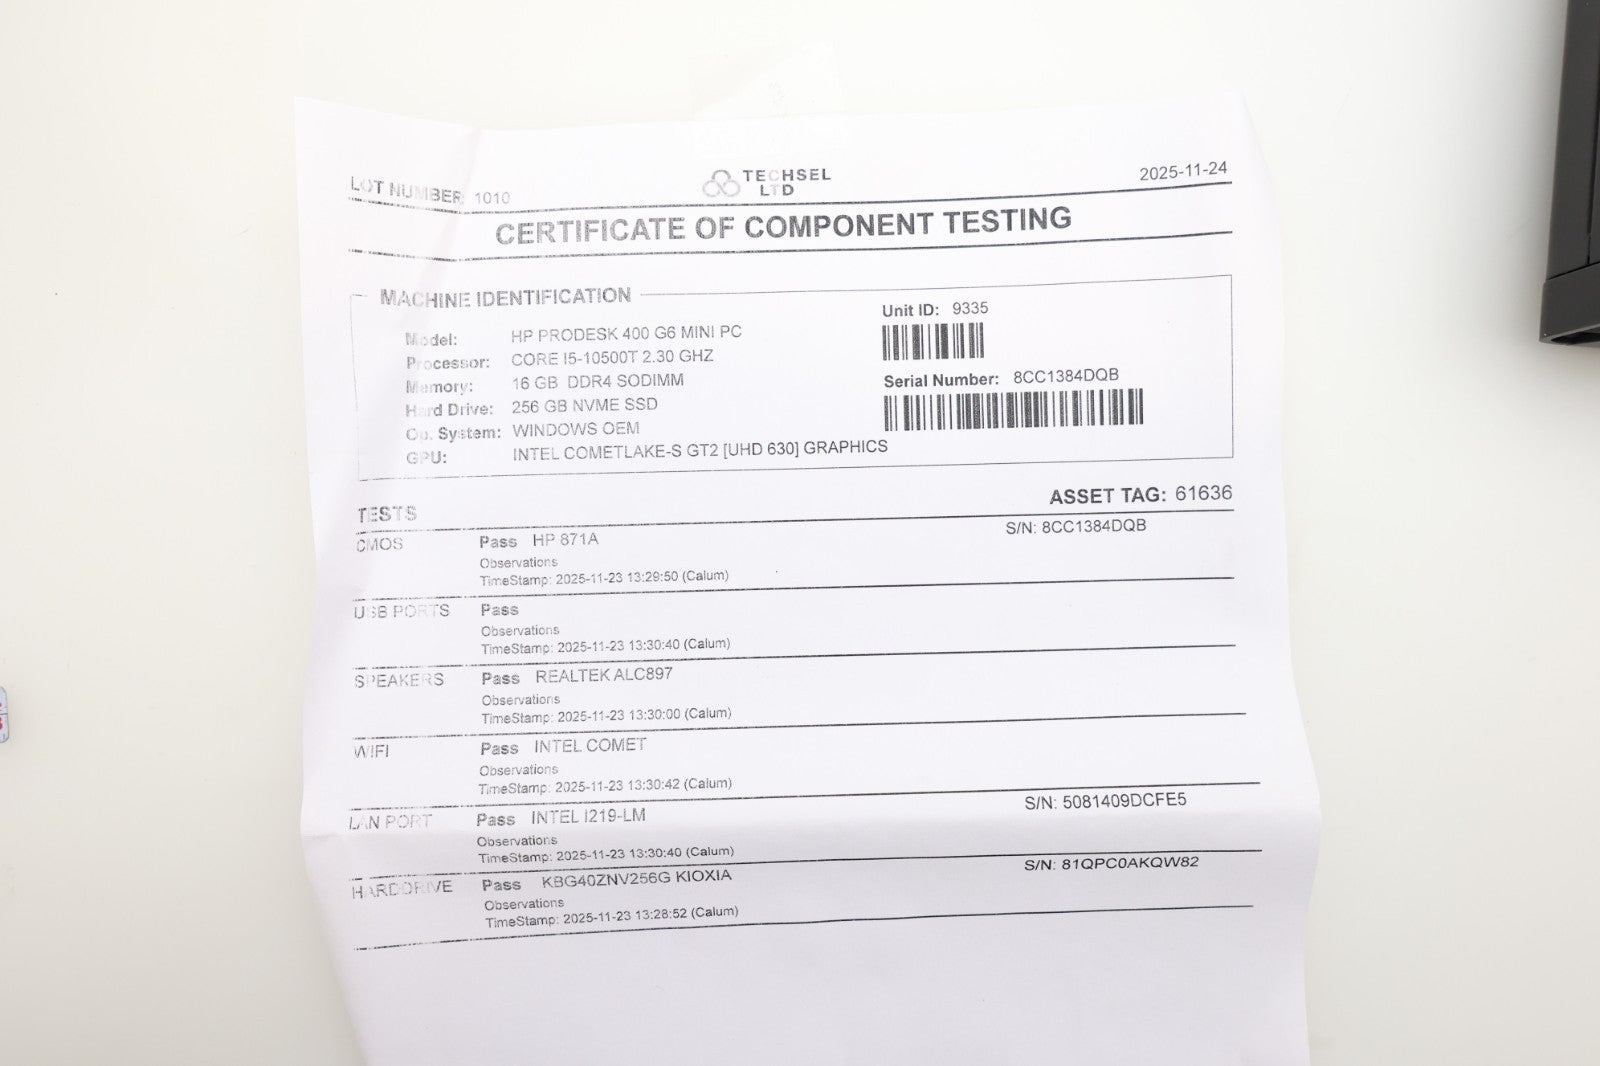 LOT NUMBER: 1010
TECHSEL
LTD
2025-11-24
CERTIFICATE OF COMPONENT TESTING
MACHINE IDENTIFICATION
Model: HP PRODESK 400 G6 MINI PC
Processor: CORE I5-10500T 2.30 GHZ
Memory: 16 GB DDR4 SODIMM
Hard Drive: 256 GB NVME SSD
Op. System: WINDOWS OEM
GPU: INTEL COMETLAKE-S GT2 [UHD 630] GRAPHICS
Unit ID: 9335
Serial Number: 8CC1384DQB
TESTS
ASSET TAG: 61636
CMOS Pass HP 871A S/N: 8CC1384DQB
Observations
TimeStamp: 2025-11-23 13:29:50 (Calum)
USB PORTS Pass
Observations
TimeStamp: 2025-11-23 13:30:40 (Calum)
SPEAKERS Pass REALTEK ALC897
Observations
TimeStamp: 2025-11-23 13:30:00 (Calum)
WIFI Pass INTEL COMET
Observations
TimeStamp: 2025-11-23 13:30:42 (Calum)
LAN PORT Pass INTEL I219-LM S/N: 5081409DCFE5
Observations
TimeStamp: 2025-11-23 13:30:40 (Calum)
HARDDRIVE Pass KBG40ZNV256G KIOXIA S/N: 81QPC0AKQW82
Observations
TimeStamp: 2025-11-23 13:28:52 (Calum)